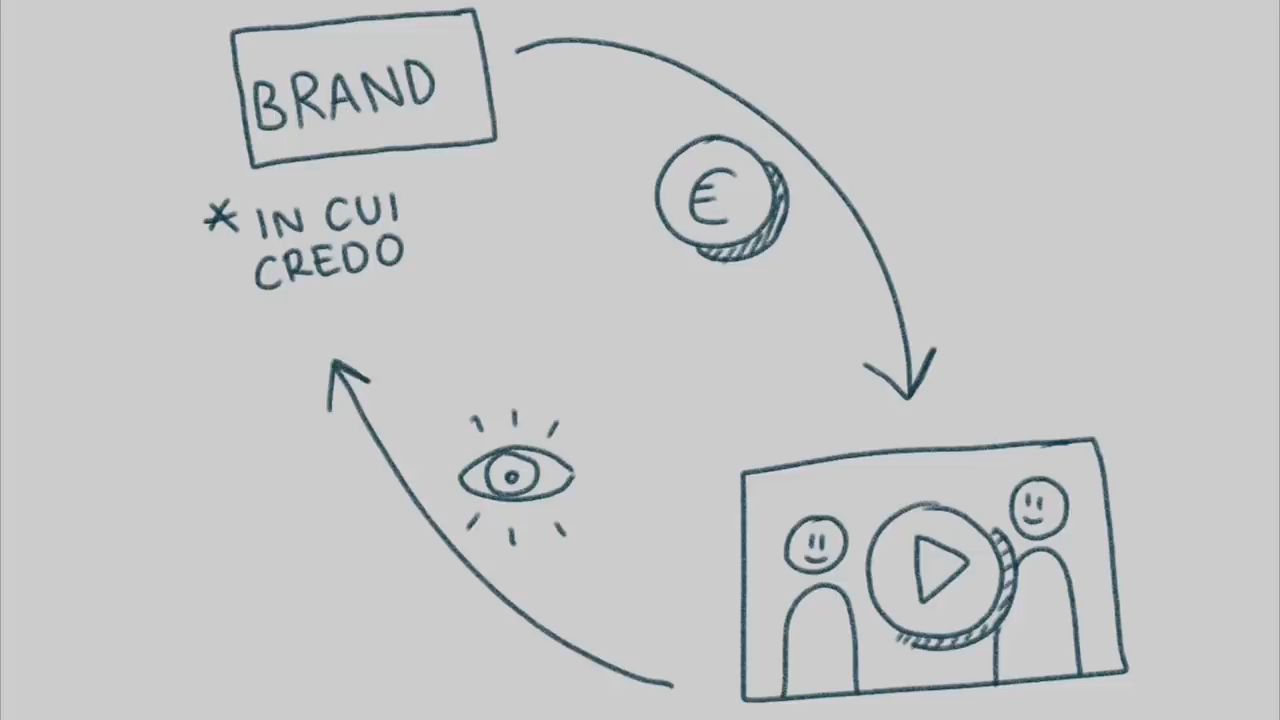 BRAND
* IN CUI
CREDO
€